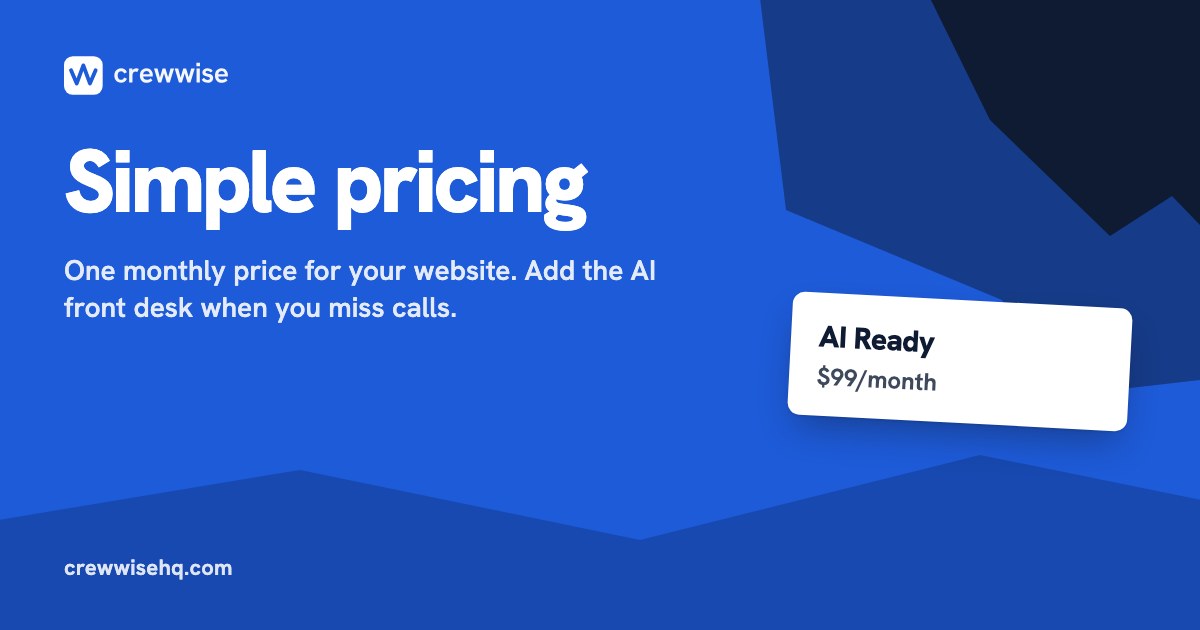 crewwise
Simple pricing
One monthly price for your website. Add the AI
front desk when you miss calls.
AI Ready
$99/month
crewwisehq.com